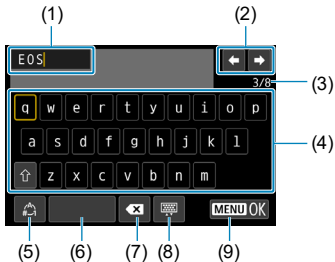 (1) (2)
EOS
3/8 (3)
q w e r t y u i o p
a s d f g h j k l (4)
z x c v b n m
MENU OK
(5) (6) (7) (8) (9)